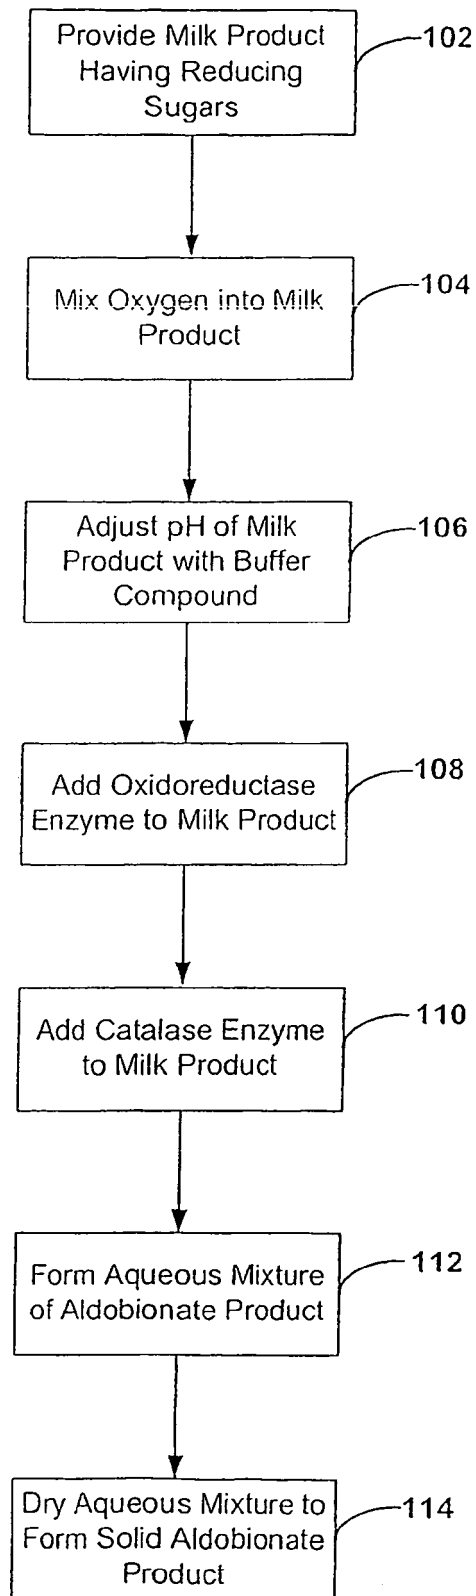 Provide Milk Product
Having Reducing
Sugars
102
Mix Oxygen into Milk
Product
104
Adjust pH of Milk
Product with Buffer
Compound
106
Add Oxidoreductase
Enzyme to Milk Product
108
Add Catalase Enzyme
to Milk Product
110
Form Aqueous Mixture
of Aldobionate Product
112
Dry Aqueous Mixture to
Form Solid Aldobionate
Product
114